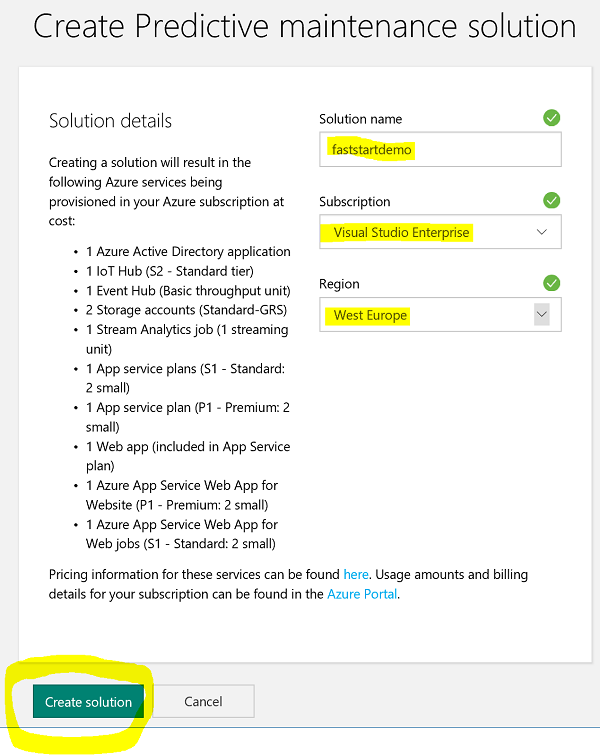 Create Predictive maintenance solution
Solution details
Creating a solution will result in the
following Azure services being
provisioned in your Azure subscription at
cost:
• 1 Azure Active Directory application
• 1 IoT Hub (S2 - Standard tier)
• 1 Event Hub (Basic throughput unit)
• 2 Storage accounts (Standard-GRS)
• 1 Stream Analytics job (1 streaming
unit)
• 1 App service plans (S1 - Standard:
2 small)
• 1 App service plan (P1 - Premium: 2
small)
• 1 Web app (included in App Service
plan)
• 1 Azure App Service Web App for
Website (P1 - Premium: 2 small)
• 1 Azure App Service Web App for
Web jobs (S1 - Standard: 2 small)
Solution name
faststartdemo
Subscription
Visual Studio Enterprise
Region
West Europe
Pricing information for these services can be found here. Usage amounts and billing
details for your subscription can be found in the Azure Portal.
Create solution
Cancel